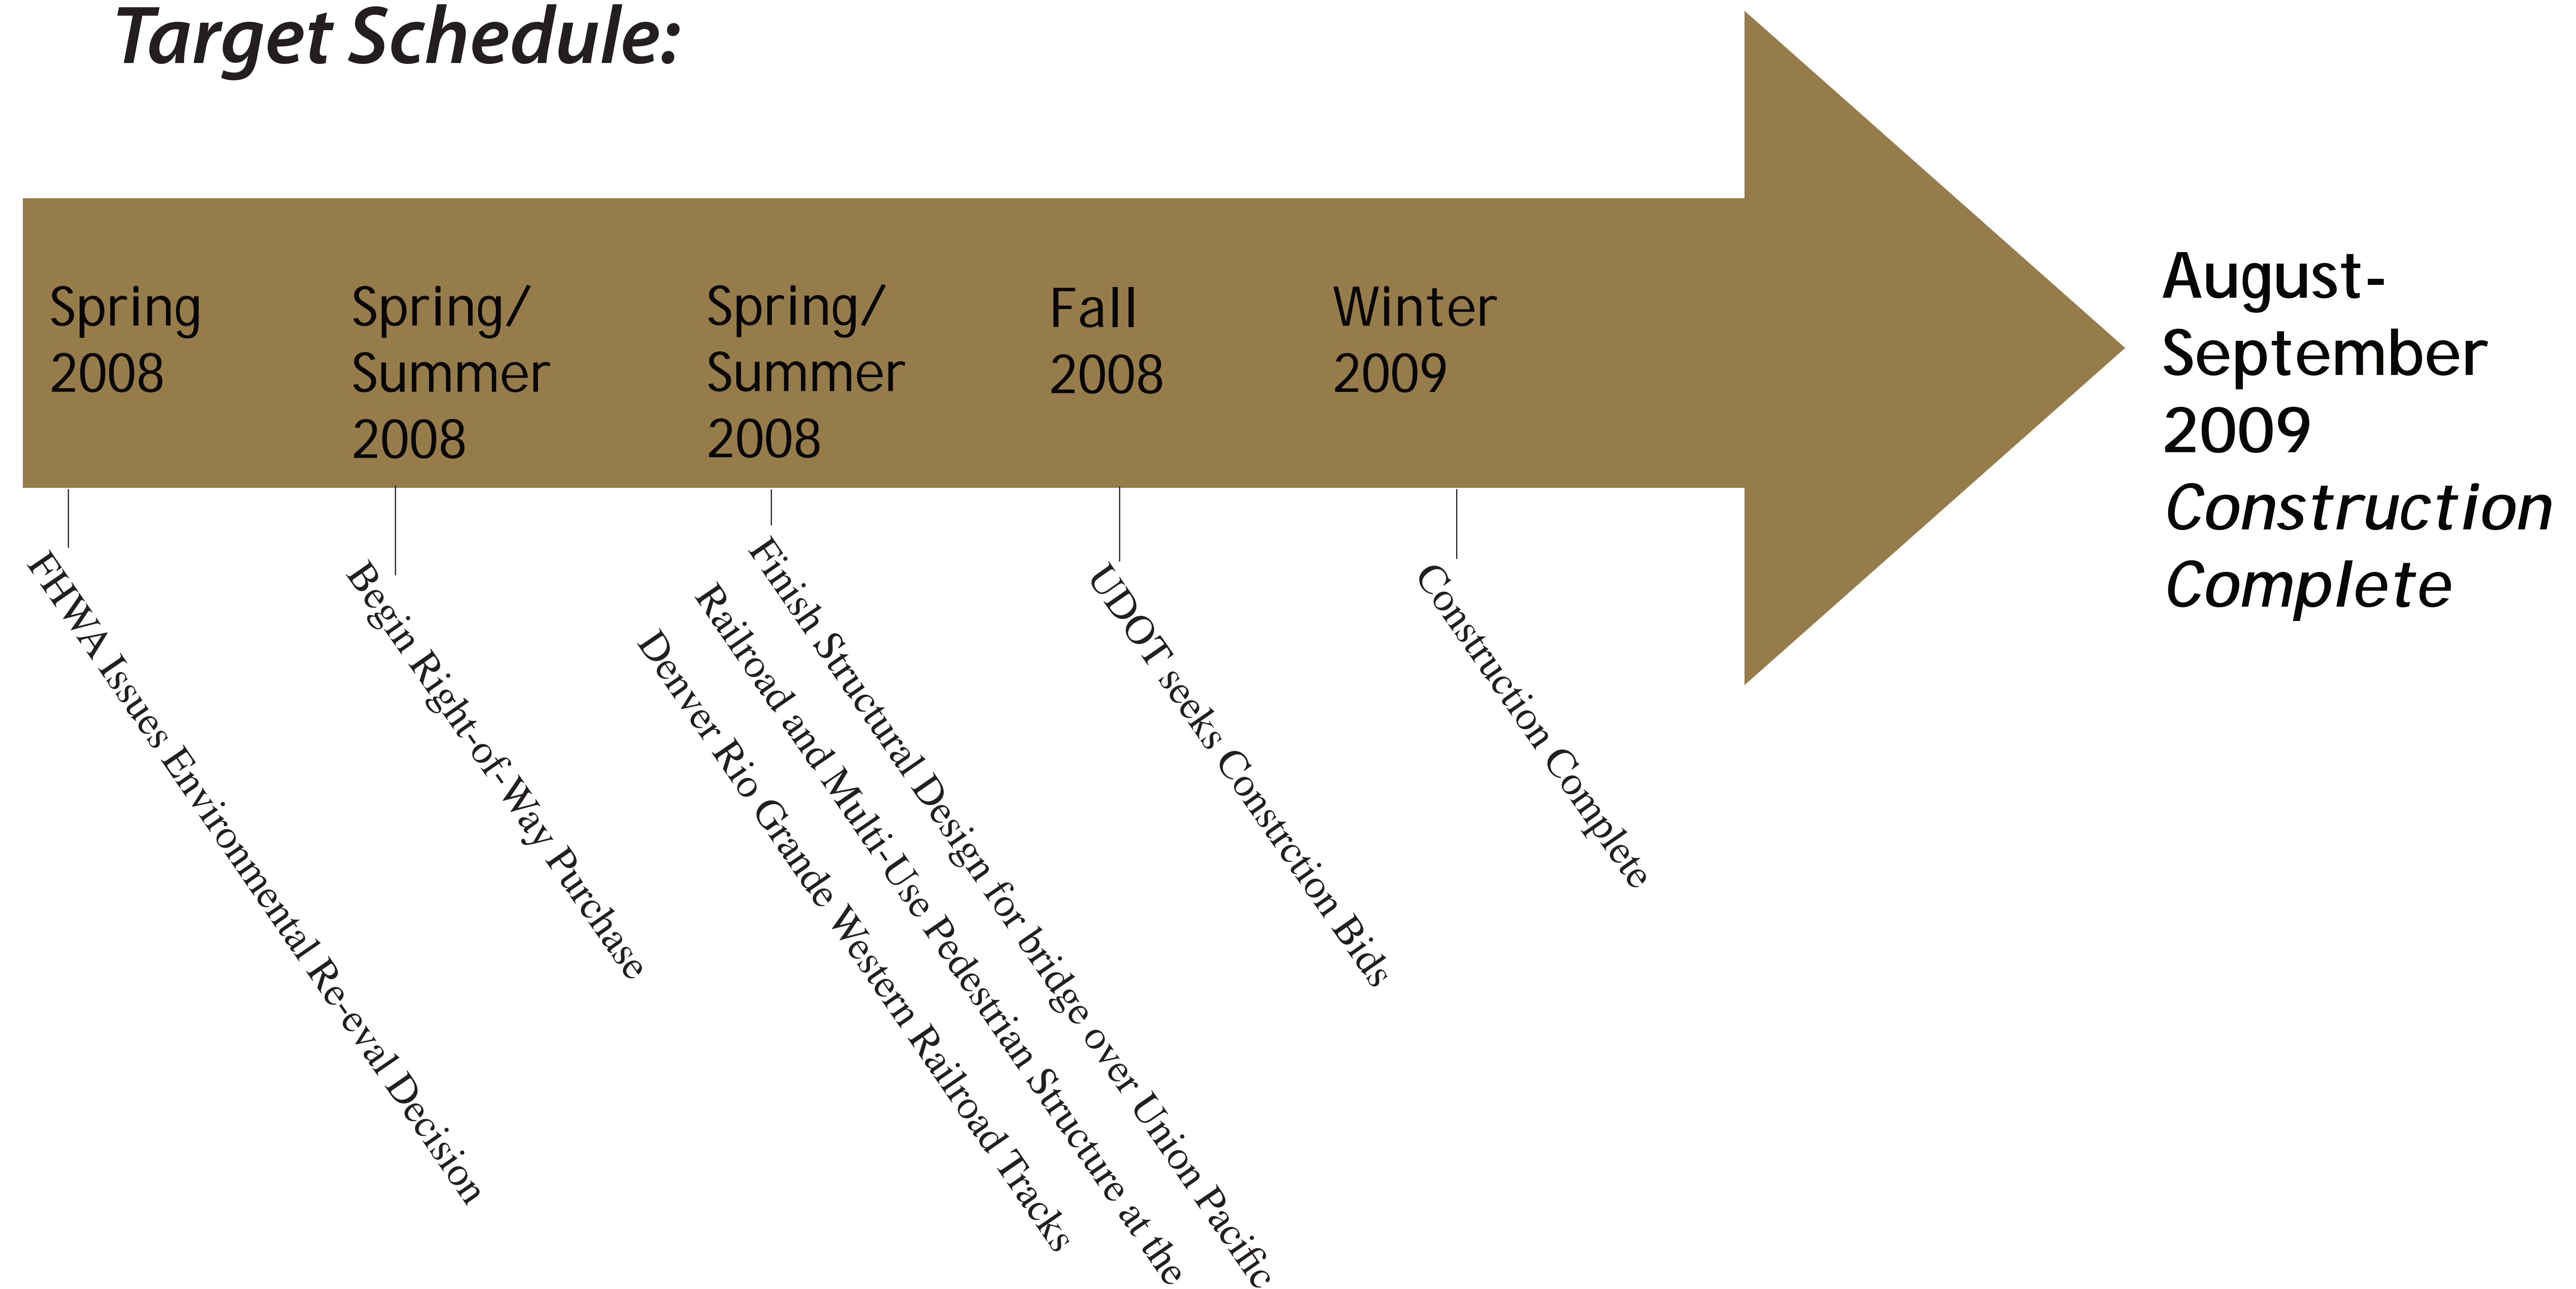 Target Schedule:
Spring
2008
Spring/
Summer
2008
Spring/
Summer
2008
Fall
2008
Winter
2009
August-
September
2009
Construction
Complete
FHWA Issues Environmental Re-eval Decision
Begin Right-of-Way Purchase
Finish Structural Design for bridge over Union Pacific
Railroad and Multi-Use Pedestrian Structure at the
Denver Rio Grande Western Railroad Tracks
UDOT seeks Constrction Bids
Construction Complete